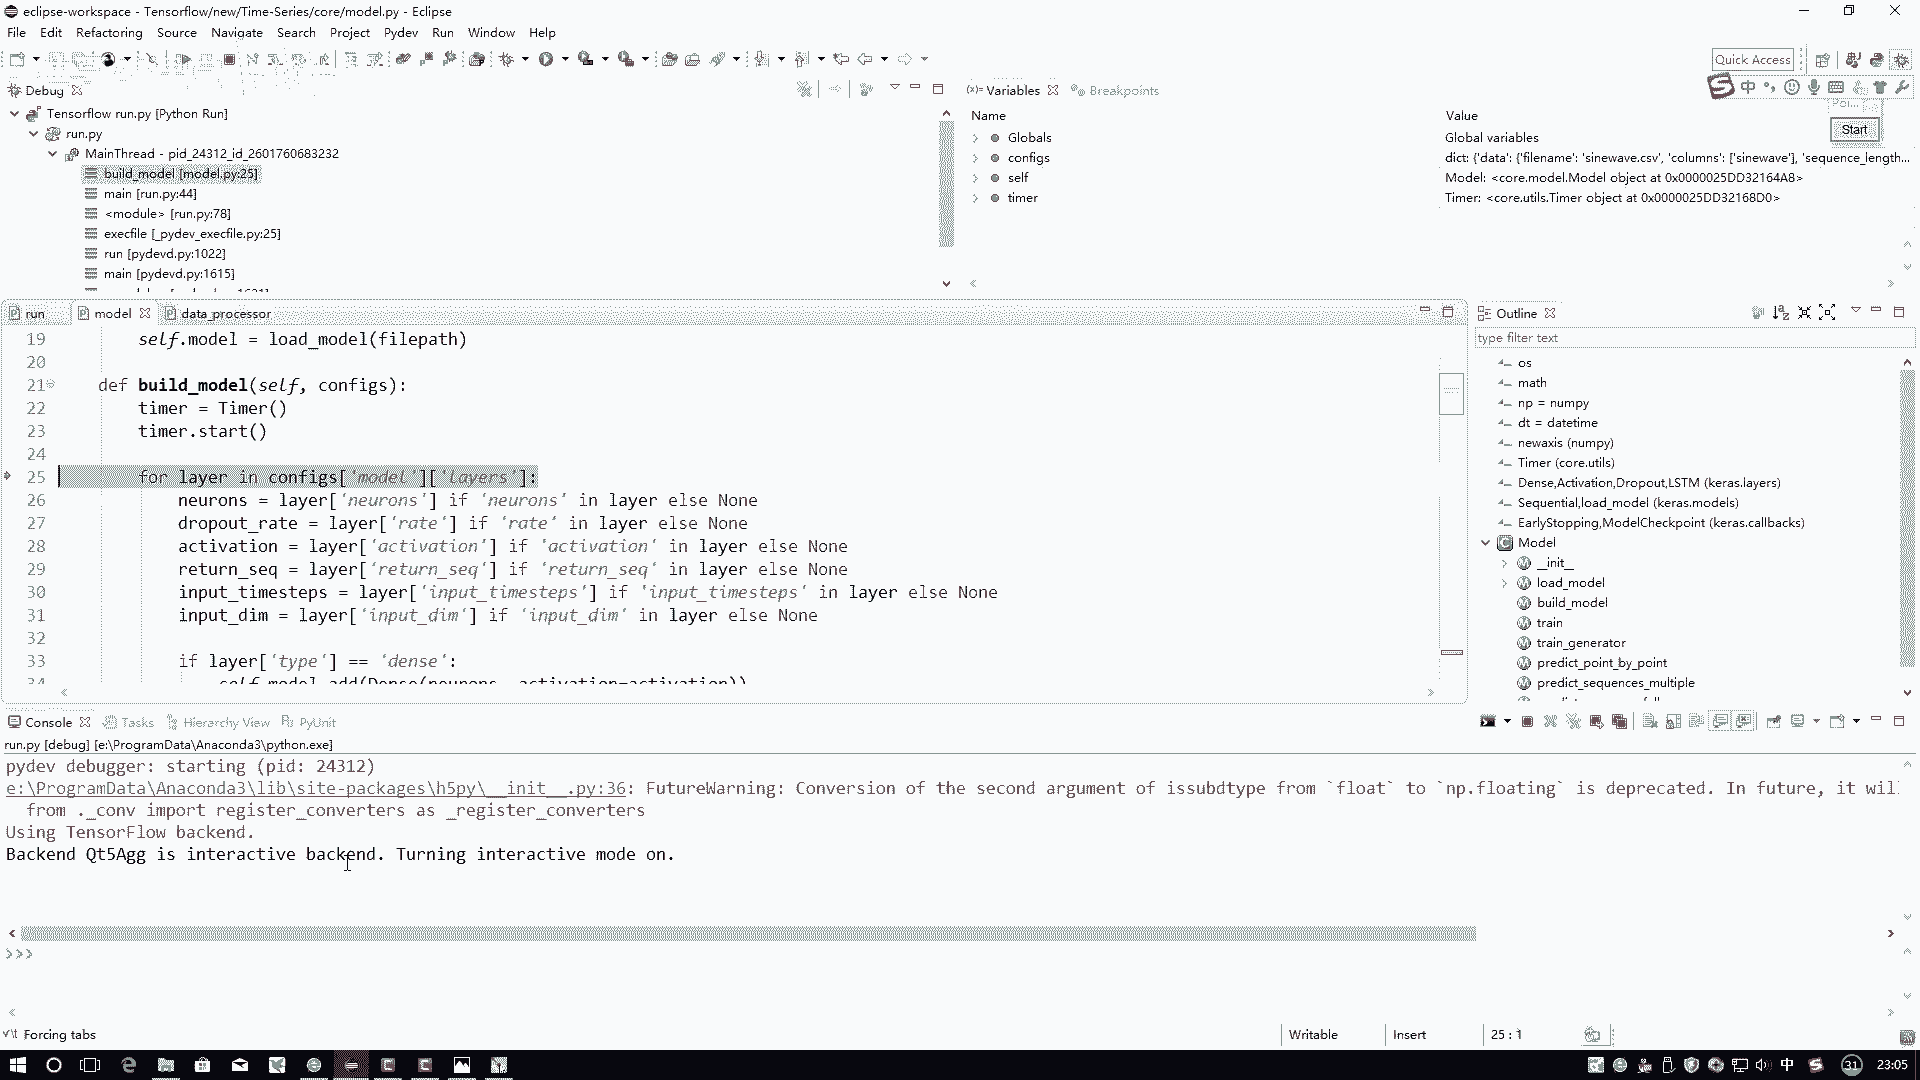 eclipse-workspace - Tensorflow/new/Time-Series/core/model.py - Eclipse
File Edit Refactoring Source Navigate Search Project Pydev Run Window Help
Quick Access
Debug
Tensorflow run.py [Python Run]
run.py
MainThread - pid_24312_id_2601760683232
build_model [model.py:25]
main [run.py:44]
<module> [run.py:78]
execfile [_pydev_execfile.py:25]
run [pydevd.py:1022]
main [pydevd.py:1615]
(x)= Variables Breakpoints
中
Start
Name Value
Globals Global variables
configs dict: {'data': {'filename': 'sinewave.csv', 'columns': ['sinewave'], 'sequence_length...
self Model: <core.model.Model object at 0x0000025DD32164A8>
timer Timer: <core.utils.Timer object at 0x0000025DD32168D0>
run model data_processor
19 self.model = load_model(filepath)
20
21 def build_model(self, configs):
22 timer = Timer()
23 timer.start()
24
25 for layer in configs['model']['layers']:
26 neurons = layer['neurons'] if 'neurons' in layer else None
27 dropout_rate = layer['rate'] if 'rate' in layer else None
28 activation = layer['activation'] if 'activation' in layer else None
29 return_seq = layer['return_seq'] if 'return_seq' in layer else None
30 input_timesteps = layer['input_timesteps'] if 'input_timesteps' in layer else None
31 input_dim = layer['input_dim'] if 'input_dim' in layer else None
32
33 if layer['type'] == 'dense':
34 self.model.add(Dense(neurons, activation=activation))
Outline
type filter text
os
math
np = numpy
dt = datetime
newaxis (numpy)
Timer (core.utils)
Dense,Activation,Dropout,LSTM (keras.layers)
Sequential,load_model (keras.models)
EarlyStopping,ModelCheckpoint (keras.callbacks)
Model
__init__
load_model
build_model
train
train_generator
predict_point_by_point
predict_sequences_multiple
Console Tasks Hierarchy View PyUnit
run.py [debug] [e:\ProgramData\Anaconda3\python.exe]
pydev debugger: starting (pid: 24312)
e:\ProgramData\Anaconda3\lib\site-packages\h5py\__init__.py:36: FutureWarning: Conversion of the second argument of issubdtype from `float` to `np.floating` is deprecated. In future, it wil
from ._conv import register_converters as _register_converters
Using TensorFlow backend.
Backend Qt5Agg is interactive backend. Turning interactive mode on.
>>>
Forcing tabs Writable Insert 25 : 1
中 31 23:05